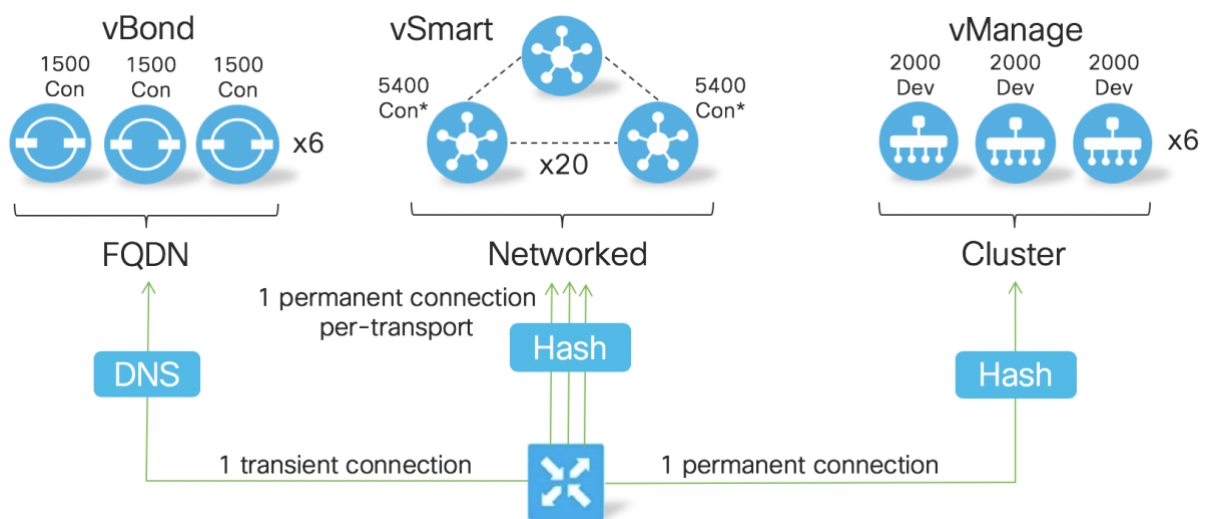 vBond
1500
Con
1500
Con
1500
Con
x6
FQDN
vSmart
5400
Con*
5400
Con*
x20
Networked
vManage
2000
Dev
2000
Dev
2000
Dev
x6
Cluster
1 permanent connection
per-transport
DNS
Hash
Hash
1 transient connection
1 permanent connection